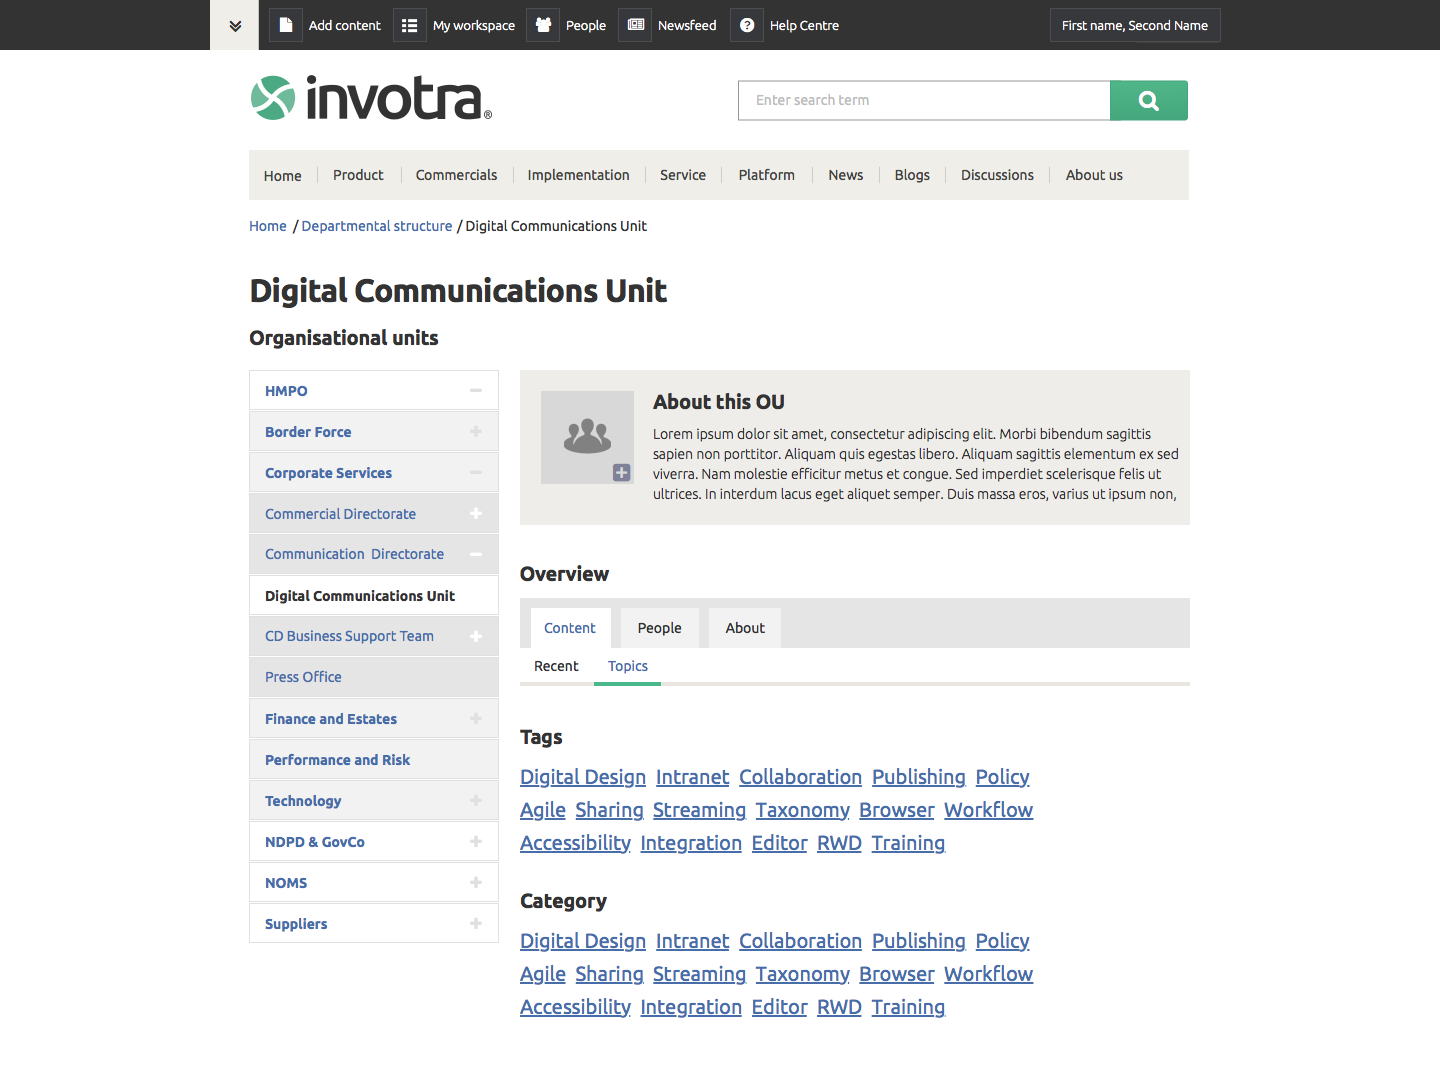 Add content My workspace People Newsfeed Help Centre First name, Second Name
invotra®
Enter search term
Home Product Commercials Implementation Service Platform News Blogs Discussions About us
Home / Departmental structure / Digital Communications Unit
Digital Communications Unit
Organisational units
HMPO
Border Force
Corporate Services
Commercial Directorate
Communication Directorate
Digital Communications Unit
CD Business Support Team
Press Office
Finance and Estates
Performance and Risk
Technology
NDPD & GovCo
NOMS
Suppliers
About this OU
Lorem ipsum dolor sit amet, consectetur adipiscing elit. Morbi bibendum sagittis
sapien non porttitor. Aliquam quis egestas libero. Aliquam sagittis elementum ex sed
viverra. Nam molestie efficitur metus et congue. Sed imperdiet scelerisque felis ut
ultrices. In interdum lacus eget aliquet semper. Duis massa eros, varius ut ipsum non,
Overview
Content People About
Recent Topics
Tags
Digital Design Intranet Collaboration Publishing Policy
Agile Sharing Streaming Taxonomy Browser Workflow
Accessibility Integration Editor RWD Training
Category
Digital Design Intranet Collaboration Publishing Policy
Agile Sharing Streaming Taxonomy Browser Workflow
Accessibility Integration Editor RWD Training